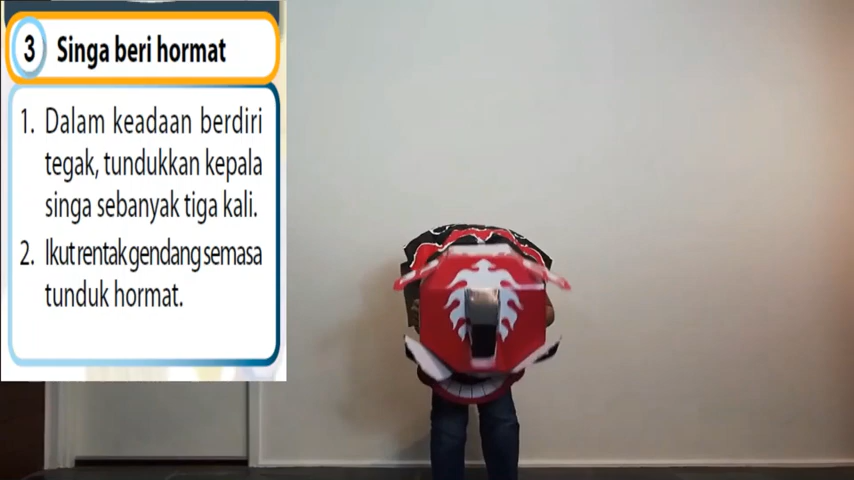 3 Singa beri hormat
1. Dalam keadaan berdiri
tegak, tundukkan kepala
singa sebanyak tiga kali.
2. Ikut rentak gendang semasa
tunduk hormat.